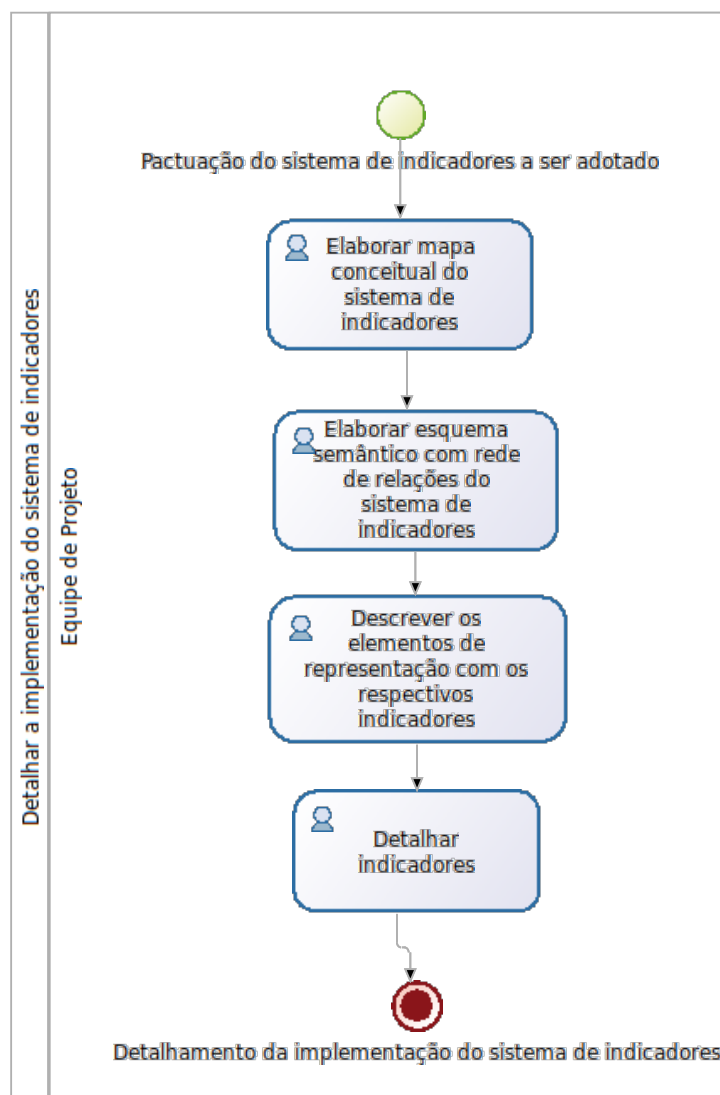 Detalhar a implementação do sistema de indicadores
Equipe de Projeto
Pactuação do sistema de indicadores a ser adotado
Elaborar mapa
conceitual do
sistema de
indicadores
Elaborar esquema
semântico com rede
de relações do
sistema de
indicadores
Descrever os
elementos de
representação com os
respectivos
indicadores
Detalhar
indicadores
Detalhamento da implementação do sistema de indicadores